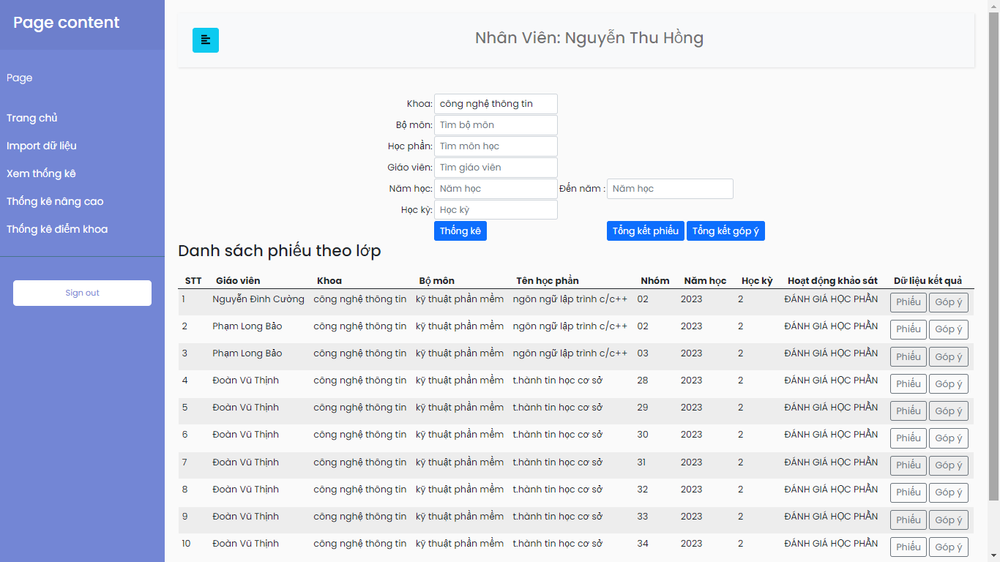 Page content
Page
Trang chủ
Import dữ liệu
Xem thống kê
Thống kê nâng cao
Thống kê điểm khoa
Sign out
Nhân Viên: Nguyễn Thu Hồng
Khoa: công nghệ thông tin
Bộ môn: Tìm bộ môn
Học phần: Tìm môn học
Giáo viên: Tìm giáo viên
Năm học: Năm học Đến năm : Năm học
Học kỳ: Học kỳ
Thống kê Tổng kết phiếu Tổng kết góp ý
Danh sách phiếu theo lớp
STT Giáo viên Khoa Bộ môn Tên học phần Nhóm Năm học Học kỳ Hoạt động khảo sát Dữ liệu kết quả
1 Nguyễn Đình Cường công nghệ thông tin kỹ thuật phần mềm ngôn ngữ lập trình c/c++ 02 2023 2 ĐÁNH GIÁ HỌC PHẦN Phiếu Góp ý
2 Phạm Long Bảo công nghệ thông tin kỹ thuật phần mềm ngôn ngữ lập trình c/c++ 02 2023 2 ĐÁNH GIÁ HỌC PHẦN Phiếu Góp ý
3 Phạm Long Bảo công nghệ thông tin kỹ thuật phần mềm ngôn ngữ lập trình c/c++ 03 2023 2 ĐÁNH GIÁ HỌC PHẦN Phiếu Góp ý
4 Đoàn Vũ Thịnh công nghệ thông tin kỹ thuật phần mềm t.hành tin học cơ sở 28 2023 2 ĐÁNH GIÁ HỌC PHẦN Phiếu Góp ý
5 Đoàn Vũ Thịnh công nghệ thông tin kỹ thuật phần mềm t.hành tin học cơ sở 29 2023 2 ĐÁNH GIÁ HỌC PHẦN Phiếu Góp ý
6 Đoàn Vũ Thịnh công nghệ thông tin kỹ thuật phần mềm t.hành tin học cơ sở 30 2023 2 ĐÁNH GIÁ HỌC PHẦN Phiếu Góp ý
7 Đoàn Vũ Thịnh công nghệ thông tin kỹ thuật phần mềm t.hành tin học cơ sở 31 2023 2 ĐÁNH GIÁ HỌC PHẦN Phiếu Góp ý
8 Đoàn Vũ Thịnh công nghệ thông tin kỹ thuật phần mềm t.hành tin học cơ sở 32 2023 2 ĐÁNH GIÁ HỌC PHẦN Phiếu Góp ý
9 Đoàn Vũ Thịnh công nghệ thông tin kỹ thuật phần mềm t.hành tin học cơ sở 33 2023 2 ĐÁNH GIÁ HỌC PHẦN Phiếu Góp ý
10 Đoàn Vũ Thịnh công nghệ thông tin kỹ thuật phần mềm t.hành tin học cơ sở 34 2023 2 ĐÁNH GIÁ HỌC PHẦN Phiếu Góp ý